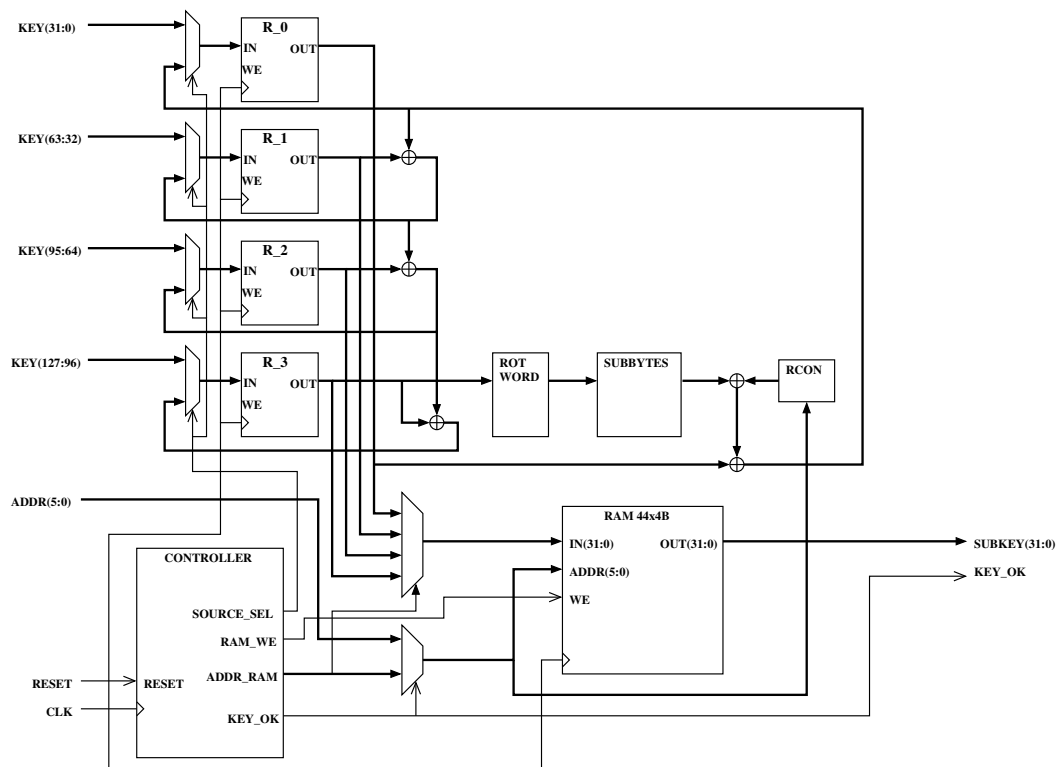 KEY(31:0)
R_0
IN
OUT
WE
KEY(63:32)
R_1
IN
OUT
WE
KEY(95:64)
R_2
IN
OUT
WE
KEY(127:96)
R_3
IN
OUT
WE
ROT
WORD
SUBBYTES
RCON
ADDR(5:0)
RAM 44x4B
IN(31:0)
OUT(31:0)
ADDR(5:0)
WE
SUBKEY(31:0)
KEY_OK
CONTROLLER
SOURCE_SEL
RAM_WE
ADDR_RAM
RESET
RESET
CLK
KEY_OK